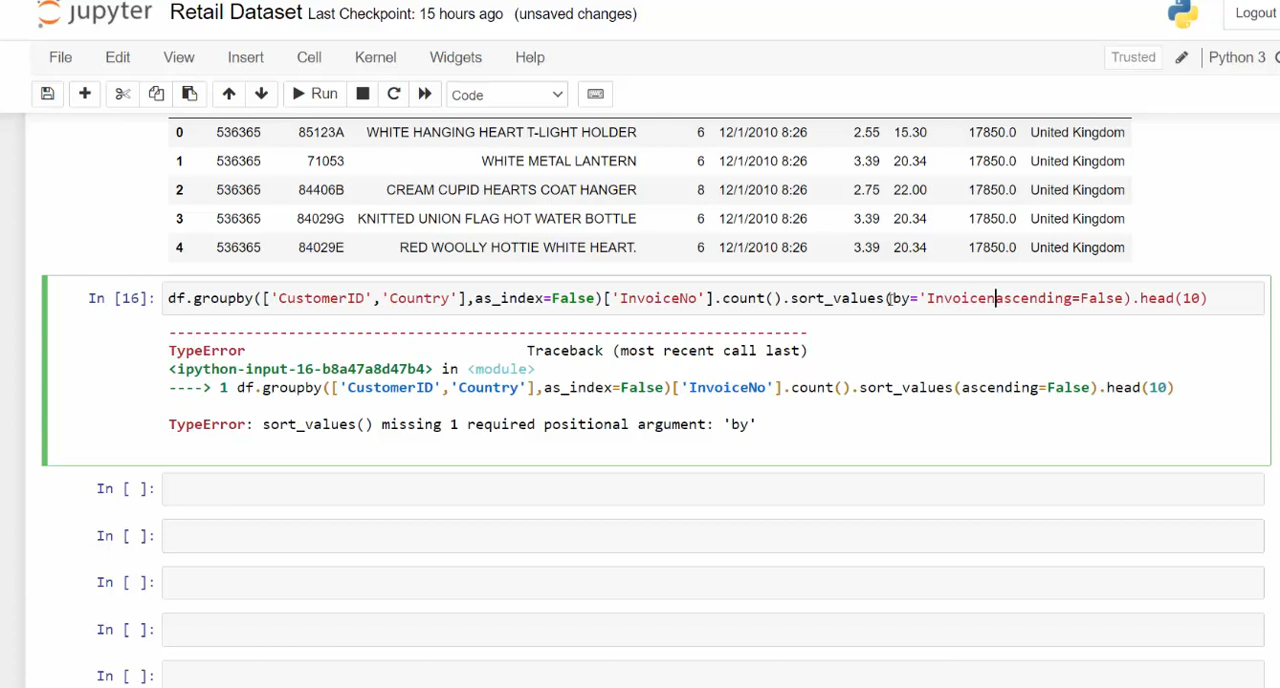 jupyter Retail Dataset Last Checkpoint: 15 hours ago (unsaved changes) Logout
File Edit View Insert Cell Kernel Widgets Help Trusted Python 3
Run Code
0 536365 85123A WHITE HANGING HEART T-LIGHT HOLDER 6 12/1/2010 8:26 2.55 15.30 17850.0 United Kingdom
1 536365 71053 WHITE METAL LANTERN 6 12/1/2010 8:26 3.39 20.34 17850.0 United Kingdom
2 536365 84406B CREAM CUPID HEARTS COAT HANGER 8 12/1/2010 8:26 2.75 22.00 17850.0 United Kingdom
3 536365 84029G KNITTED UNION FLAG HOT WATER BOTTLE 6 12/1/2010 8:26 3.39 20.34 17850.0 United Kingdom
4 536365 84029E RED WOOLLY HOTTIE WHITE HEART. 6 12/1/2010 8:26 3.39 20.34 17850.0 United Kingdom
In [16]: df.groupby(['CustomerID','Country'],as_index=False)['InvoiceNo'].count().sort_values(by='Invoicenascending=False).head(10)
---------------------------------------------------------------------------
TypeError Traceback (most recent call last)
<ipython-input-16-b8a47a8d47b4> in <module>
----> 1 df.groupby(['CustomerID','Country'],as_index=False)['InvoiceNo'].count().sort_values(ascending=False).head(10)
TypeError: sort_values() missing 1 required positional argument: 'by'
In [ ]:
In [ ]:
In [ ]:
In [ ]:
In [ ]: